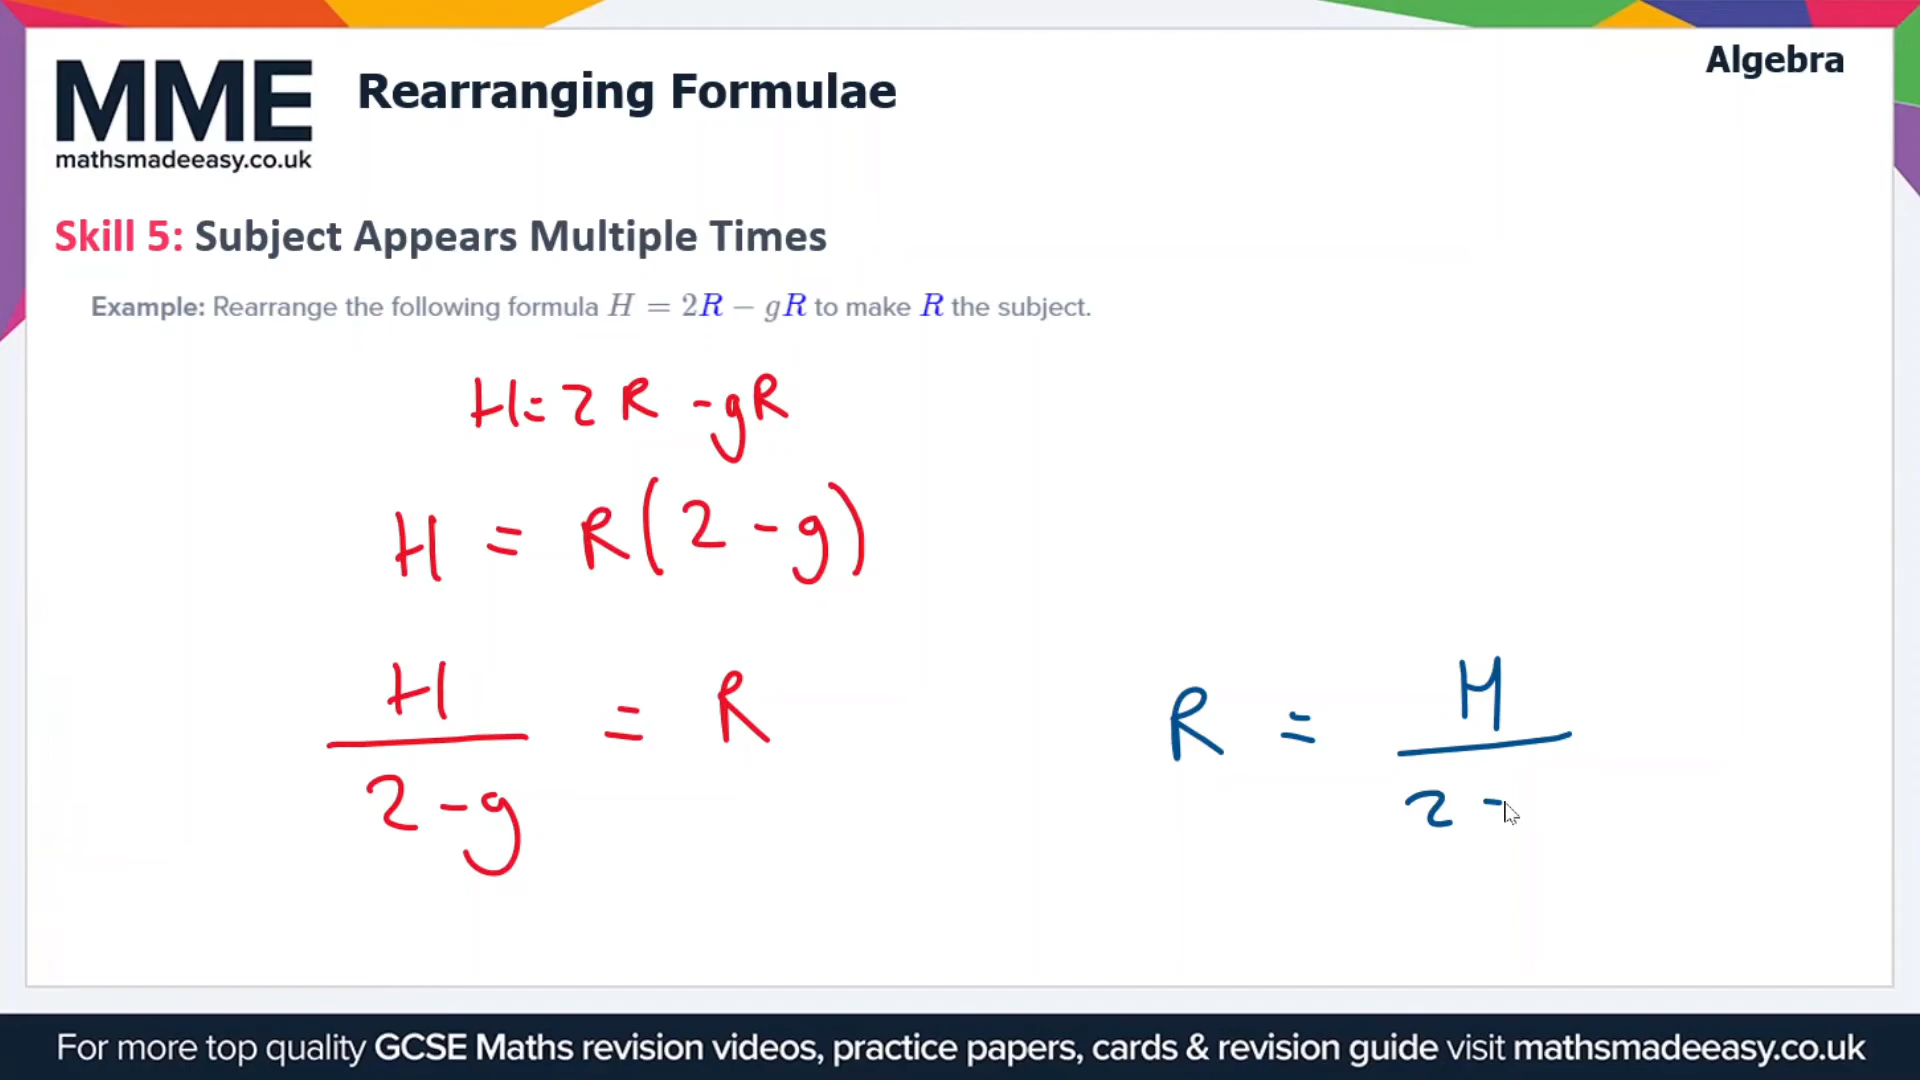 MME
mathsmadeeasy.co.uk
Rearranging Formulae
Algebra
Skill 5: Subject Appears Multiple Times
Example: Rearrange the following formula H = 2R − gR to make R the subject.
H = 2R - gR
H = R(2 - g)
H
2 - g
= R
R =
H
2 -
For more top quality GCSE Maths revision videos, practice papers, cards & revision guide visit mathsmadeeasy.co.uk